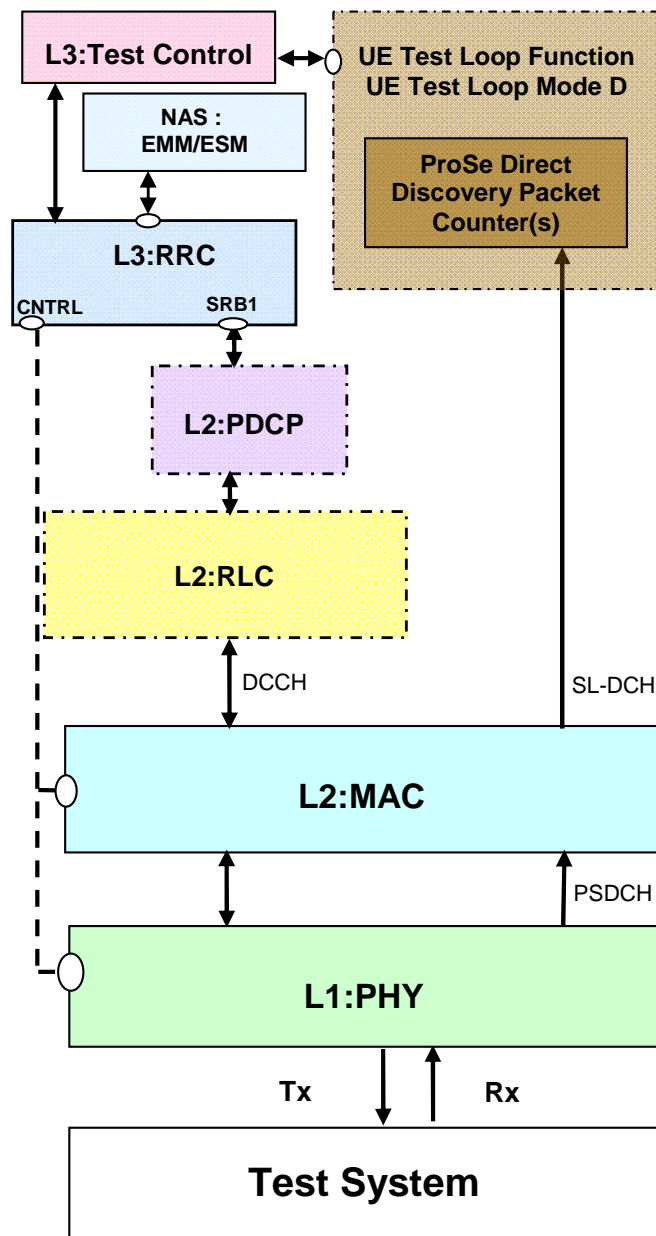 L3:Test Control
UE Test Loop Function
UE Test Loop Mode D
NAS :
EMM/ESM
ProSe Direct
Discovery Packet
Counter(s)
L3:RRC
CNTRL
SRB1
L2:PDCP
L2:RLC
DCCH
SL-DCH
L2:MAC
PSDCH
L1:PHY
Tx
Rx
Test System